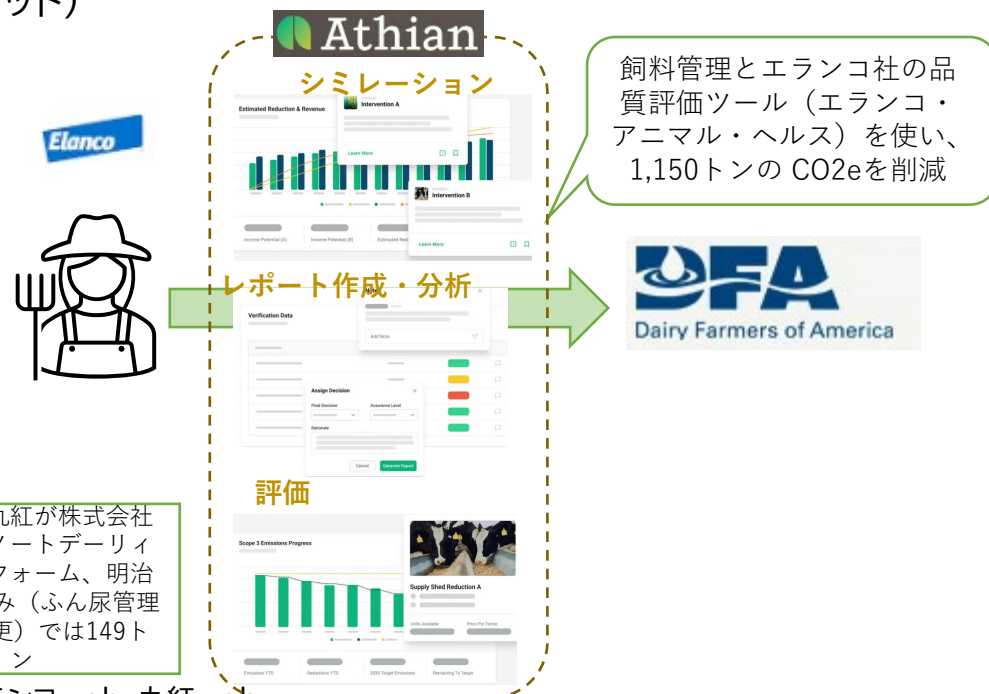 ット)
Athian
シミレーション
Estimated Reduction & Revenue
Intervention A
Learn More
Intervention B
Income Potential (A)
Income Potential (B)
Estimated Red
Learn More
Elanco
飼料管理とエランコ社の品
質評価ツール（エランコ・
アニマル・ヘルス）を使い、
1,150トンの CO2eを削減
レポート作成・分析
Verification Data
Add Note
Assign Decision
Final Decision
Assurance Level
Rationale
Cancel
Generate Report
DFA
Dairy Farmers of America
評価
Scope 3 Emissions Progress
Supply Shed Reduction A
Units Available
Price Per Tonne
Emissions YTD
Reductions YTD
2030 Target Emissions
Remaining To Target
丸紅が株式会社
ノートデーリィ
フォーム、明治
み（ふん尿管理
更）では149ト
ン